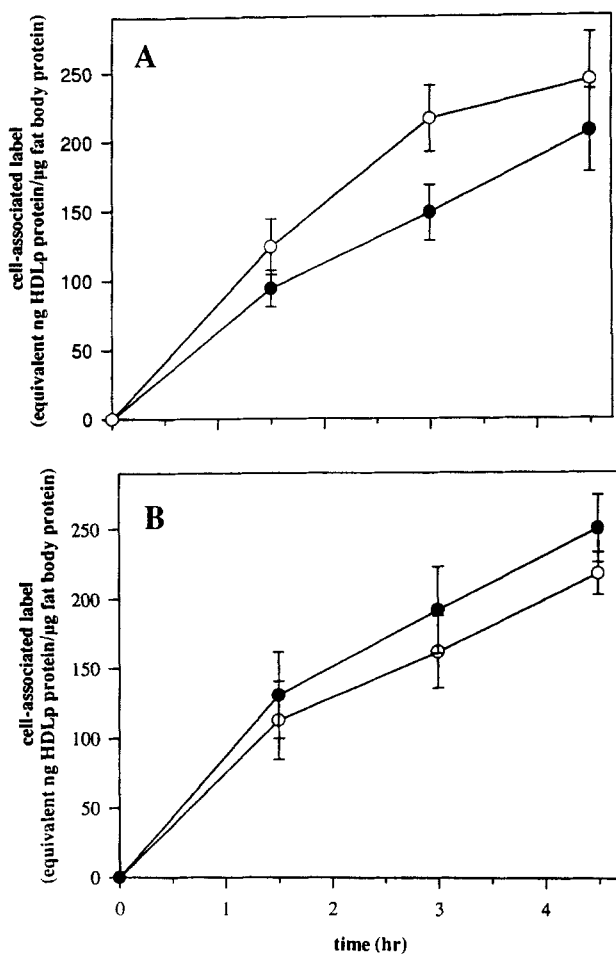 A
250
200
150
100
50
0
cell-associated label
(equivalent ng HDLp protein/µg fat body protein)
B
250
200
150
100
50
0
cell-associated label
(equivalent ng HDLp protein/µg fat body protein)
0 1 2 3 4
time (hr)